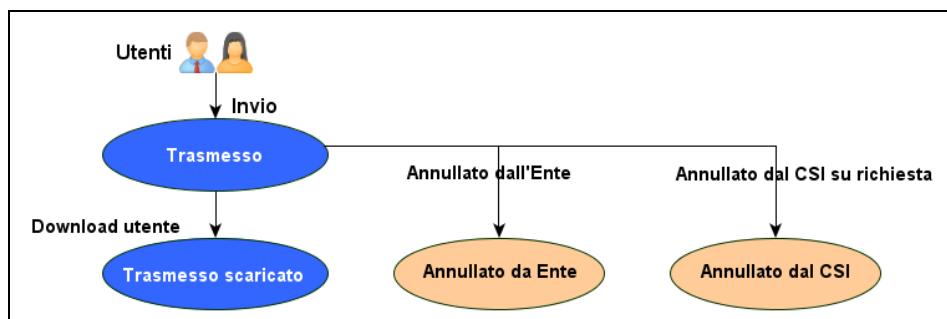 Utenti
Invio
Trasmesso
Annullato dall'Ente
Annullato dal CSI su richiesta
Download utente
Trasmesso scaricato
Annullato da Ente
Annullato dal CSI